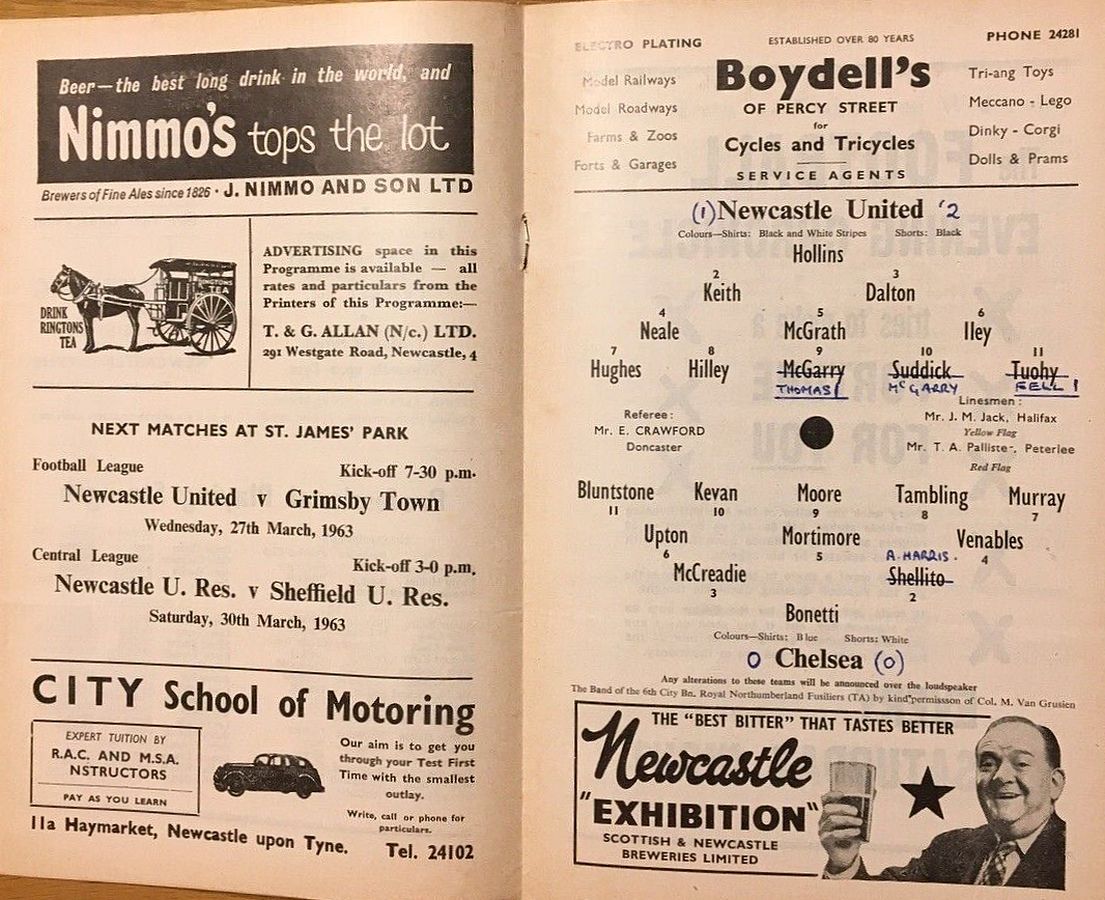 Beer—the best long drink in the world, and
Nimmo's tops the lot
Brewers of Fine Ales since 1826 · J. NIMMO AND SON LTD
DRINK
RINGTONS
TEA
ADVERTISING space in this
Programme is available — all
rates and particulars from the
Printers of this Programme:—
T. & G. ALLAN (N/c.) LTD.
291 Westgate Road, Newcastle, 4
NEXT MATCHES AT ST. JAMES' PARK
Football League Kick-off 7-30 p.m.
Newcastle United v Grimsby Town
Wednesday, 27th March, 1963
Central League Kick-off 3-0 p.m.
Newcastle U. Res. v Sheffield U. Res.
Saturday, 30th March, 1963
CITY School of Motoring
EXPERT TUITION BY
R.A.C. AND M.S.A.
NSTRUCTORS
PAY AS YOU LEARN
Our aim is to get you
through your Test First
Time with the smallest
outlay.
Write, call or phone for
particulars.
11a Haymarket, Newcastle upon Tyne. Tel. 24102
ELECTRO PLATING ESTABLISHED OVER 80 YEARS PHONE 24281
Model Railways
Model Roadways
Farms & Zoos
Forts & Garages
Boydell's
OF PERCY STREET
for
Cycles and Tricycles
SERVICE AGENTS
Tri-ang Toys
Meccano - Lego
Dinky - Corgi
Dolls & Prams
(1) Newcastle United 2
Colours—Shirts: Black and White Stripes Shorts: Black
Hollins
2 3
Keith Dalton
4 5 6
Neale McGrath Iley
7 8 9 10 11
Hughes Hilley McGarry Suddick Tuohy
THOMAS! McGARRY FELL!
Referee:
Mr. E. CRAWFORD
Doncaster
Linesmen:
Mr. J. M. Jack, Halifax
Yellow Flag
Mr. T. A. Palliste-, Peterlee
Red Flag
Bluntstone Kevan Moore Tambling Murray
11 10 9 8 7
Upton Mortimore Venables
6 5 4
A. HARRIS.
McCreadie Shellito
3 2
Bonetti
Colours—Shirts: Blue Shorts: White
0 Chelsea (0)
Any alterations to these teams will be announced over the loudspeaker
The Band of the 6th City Bn. Royal Northumberland Fusiliers (TA) by kind permissson of Col. M. Van Grusien
THE "BEST BITTER" THAT TASTES BETTER
Newcastle
"EXHIBITION"
SCOTTISH & NEWCASTLE
BREWERIES LIMITED